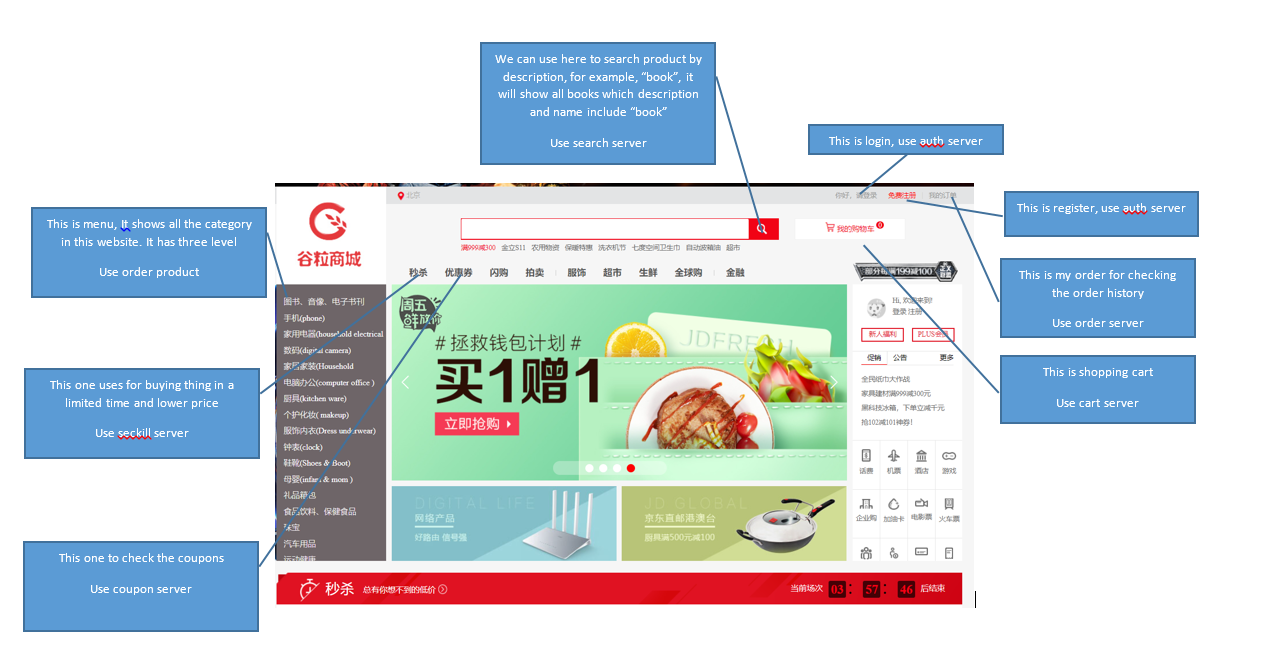 We can use here to search product by
description, for example, “book”, it
will show all books which description
and name include “book”
Use search server
This is login, use auth server
This is register, use auth server
This is my order for checking
the order history
Use order server
This is shopping cart
Use cart server
This is menu, It shows all the category
in this website. It has three level
Use order product
This one uses for buying thing in a
limited time and lower price
Use seckill server
This one to check the coupons
Use coupon server
北京
你好，请登录 免费注册 我的订单
谷粒商城
我的购物车 0
满999减300 金立S11 农用物资 保暖特惠 洗衣机节 七度空间卫生巾 自动波箱油 超市
秒杀 优惠券 闪购 拍卖 服饰 超市 生鲜 全球购 金融
部分每满199减100
图书、音像、电子书刊
手机(phone)
家用电器(household electrical
数码(digital camera)
家居家装(Household
电脑办公(computer office )
厨具(kitchen ware)
个护化妆( makeup)
服饰内衣(Dress underwear)
钟表(clock)
鞋靴(Shoes & Boot)
母婴(infant & mom )
礼品箱包
食品饮料、保健食品
珠宝
汽车用品
运动健康
周五
# 拯救钱包计划 #
买1赠1
立即抢购
JDFRESH
DIGITAL LIFE
网络产品
好路由 信号强
JD GLOBAL
京东直邮港澳台
厨具满500元减100
Hi, 欢迎来到!
登录 注册
新人福利 PLUS会员
促销 公告 更多
全民纸巾大作战
家具建材满999减300元
黑科技冰箱，下单立减千元
抢102减101神券!
话费 机票 酒店 游戏
企业购 加油卡 电影票 火车票
秒杀 总有你想不到的低价
当前场次 03 : 57 : 46 后结束